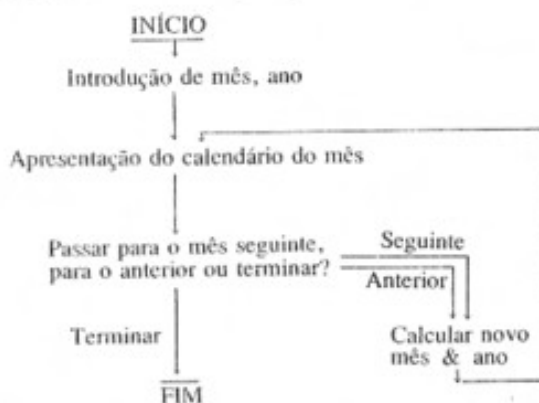 INÍCIO
Introdução de mês, ano
Apresentação do calendário do mês
Passar para o mês seguinte,
para o anterior ou terminar?
Seguinte
Anterior
Terminar
Calcular novo
mês & ano
FIM